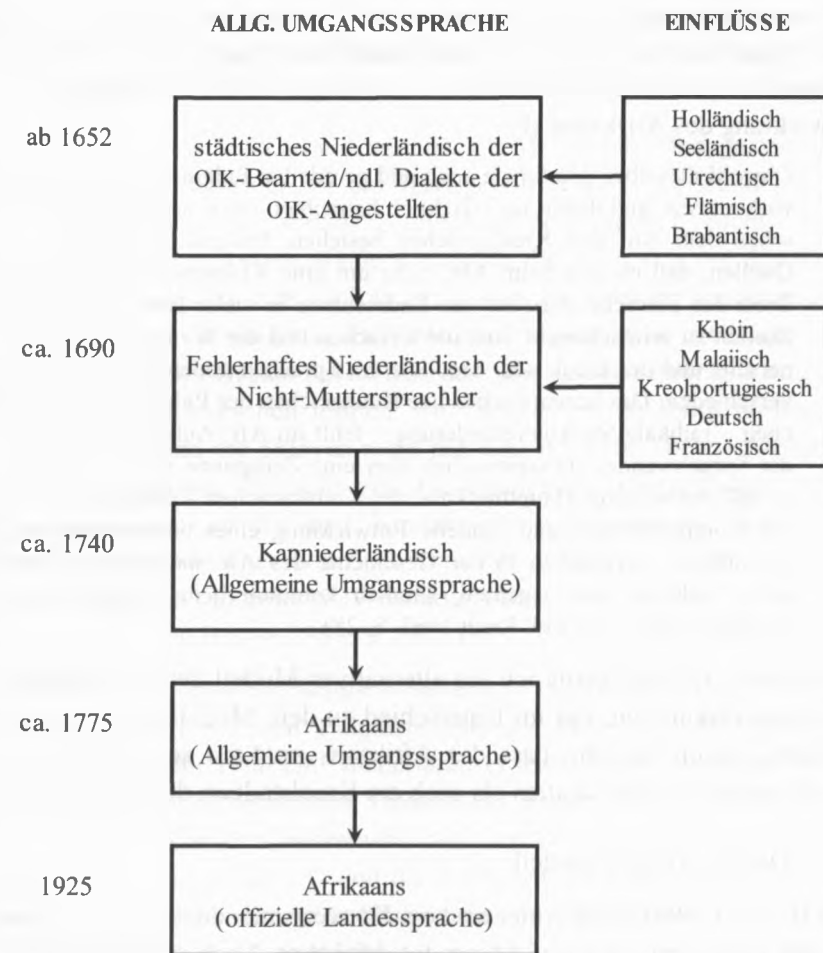 ALLG. UMGANGSSPRACHE EINFLÜSSE
ab 1652
städtisches Niederländisch der
OIK-Beamten/ndl. Dialekte der
OIK-Angestellten
Holländisch
Seeländisch
Utrechtisch
Flämisch
Brabantisch
ca. 1690
Fehlerhaftes Niederländisch der
Nicht-Muttersprachler
Khoin
Malaiisch
Kreolportugiesisch
Deutsch
Französisch
ca. 1740
Kapniederländisch
(Allgemeine Umgangssprache)
ca. 1775
Afrikaans
(Allgemeine Umgangssprache)
1925
Afrikaans
(offizielle Landessprache)